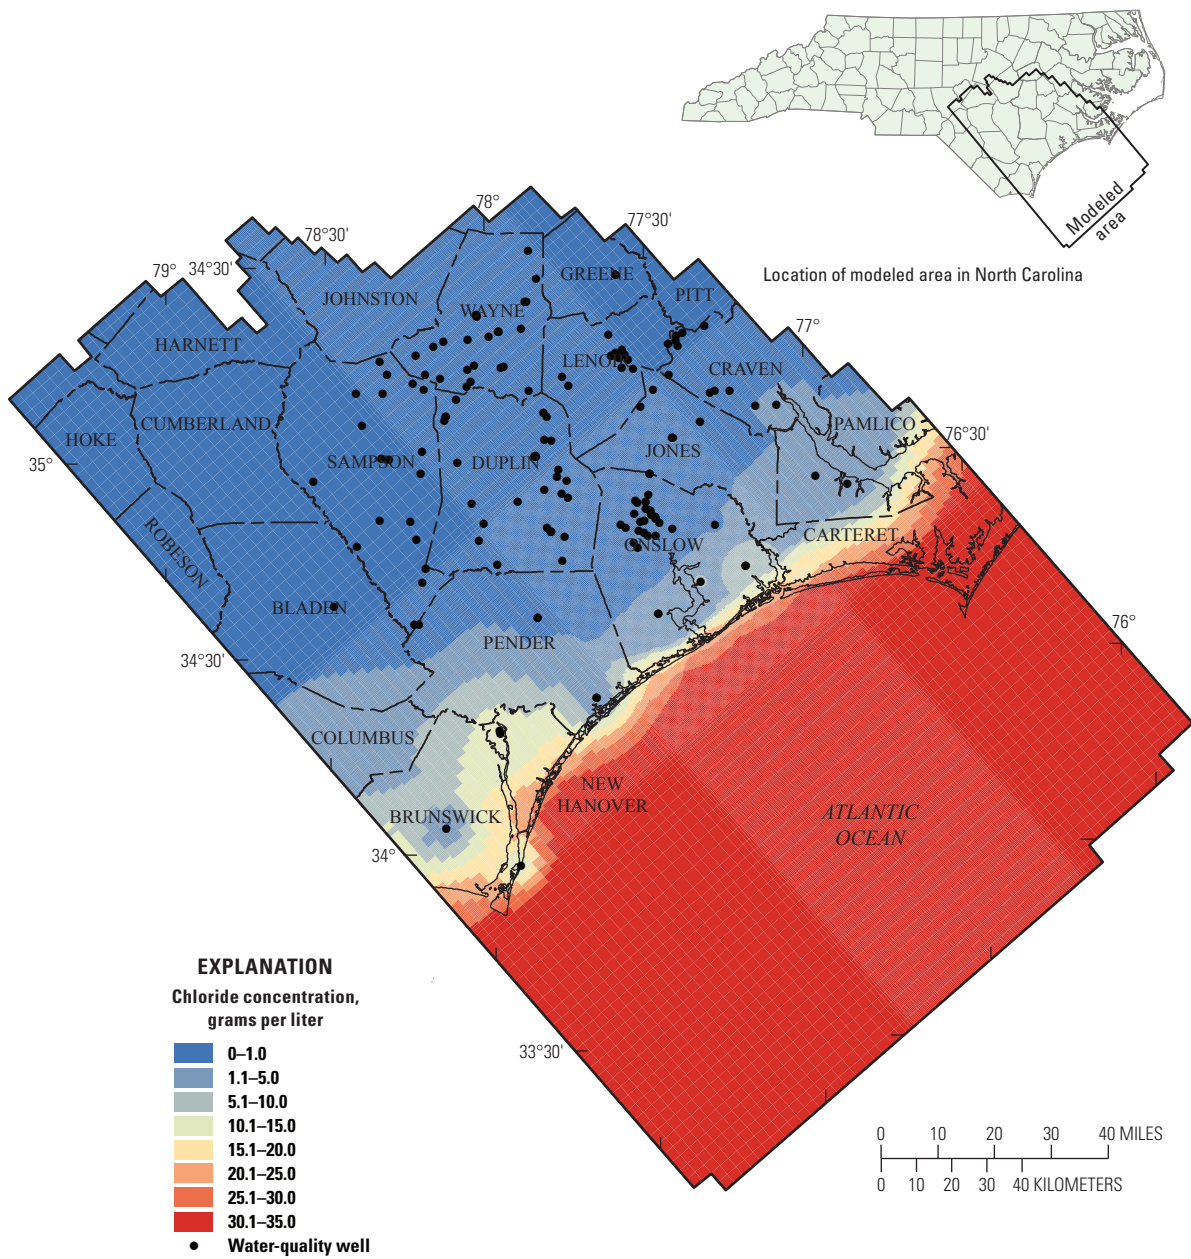 Modeled
area
Location of modeled area in North Carolina
78°
77°30'
78°30'
79°
34°30'
GREENE
PITT
JOHNSTON
WAYNE
77°
HARNETT
LENOIR
CRAVEN
CUMBERLAND
PAMLICO
HOKE
76°30'
JONES
35°
SAMPSON
DUPLIN
CARTERET
ROBESON
ONSLOW
BLADEN
76°
PENDER
34°30'
COLUMBUS
NEW
HANOVER
BRUNSWICK
ATLANTIC
OCEAN
34°
33°30'
EXPLANATION
Chloride concentration,
grams per liter
0–1.0
1.1–5.0
5.1–10.0
10.1–15.0
15.1–20.0
20.1–25.0
25.1–30.0
30.1–35.0
Water-quality well
0 10 20 30 40 MILES
0 10 20 30 40 KILOMETERS